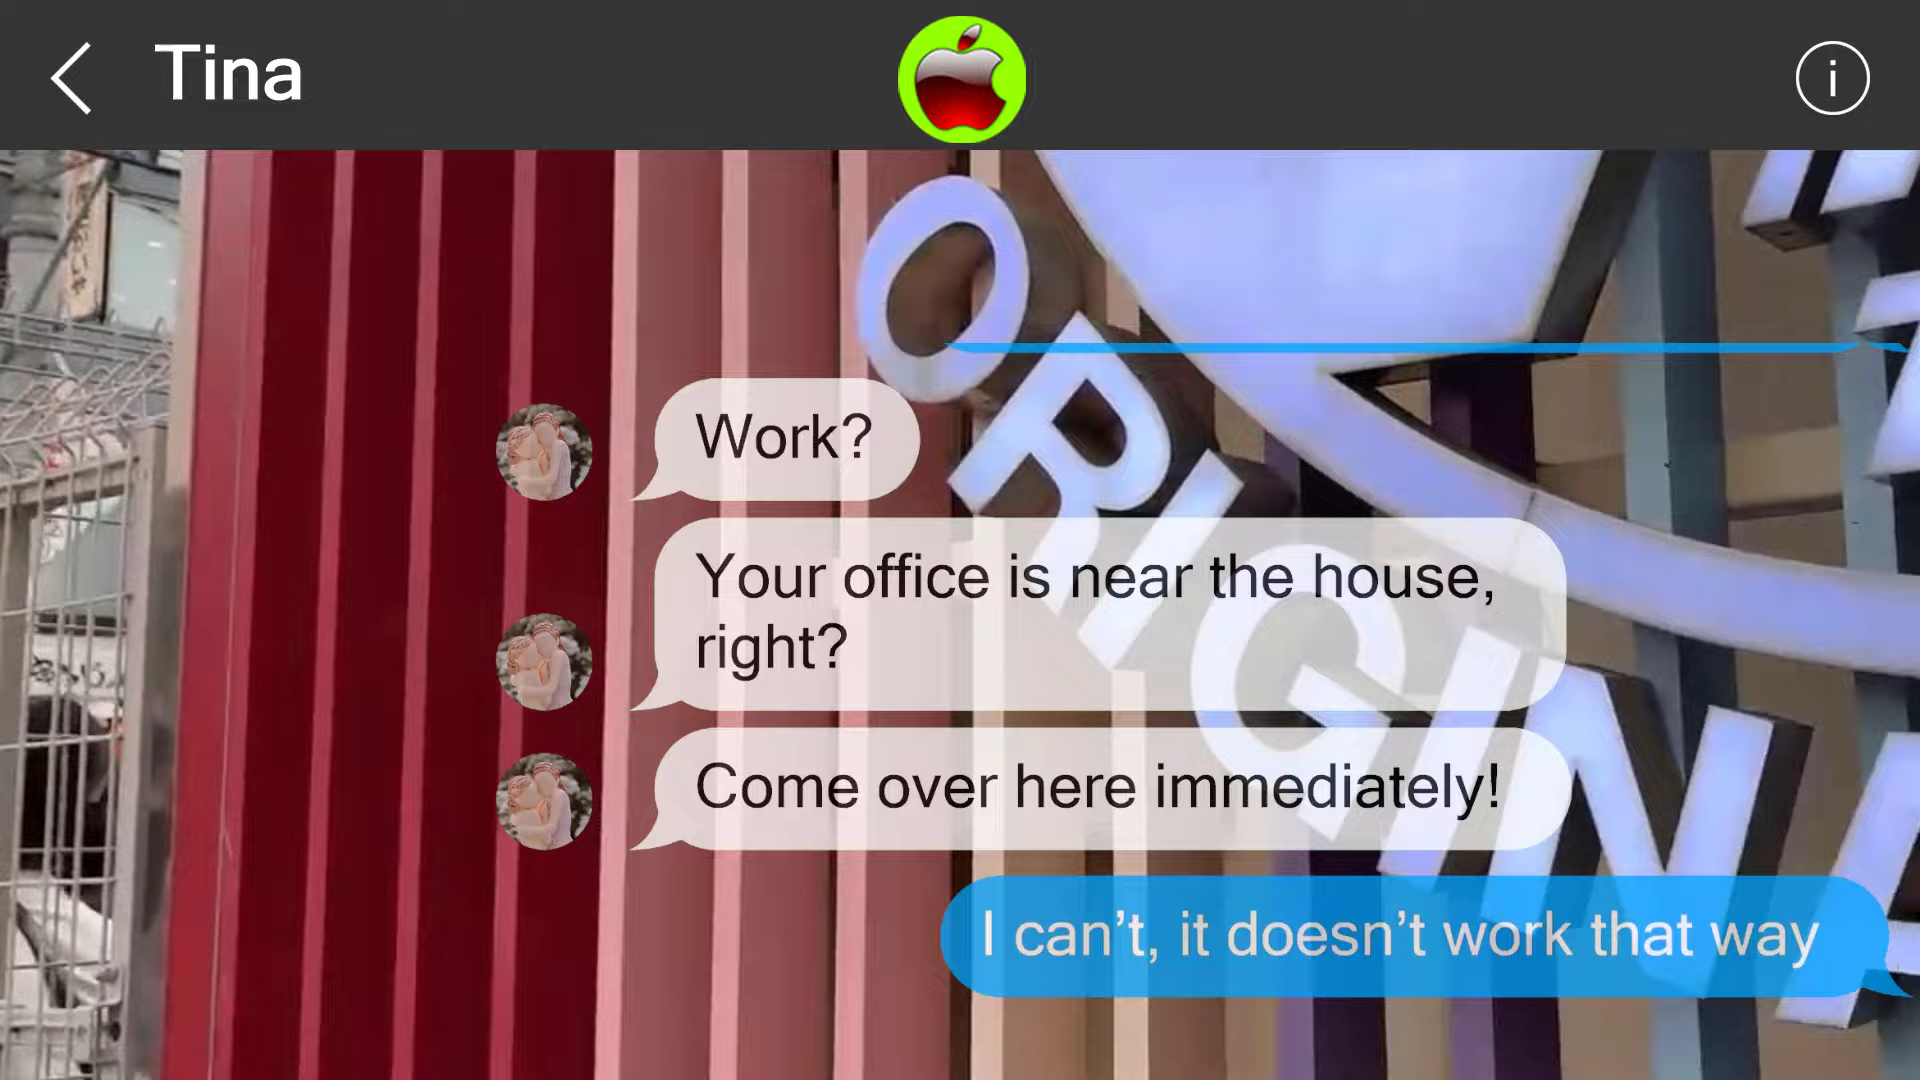 Tina
i
ORIGINA
Work?
Your office is near the house,
right?
Come over here immediately!
I can’t, it doesn’t work that way